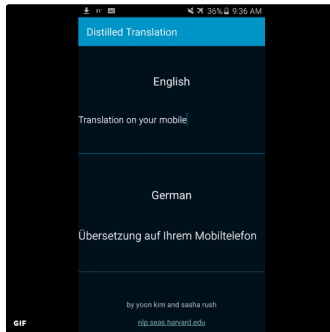 36% 9:36 AM
Distilled Translation
English
Translation on your mobile
German
Übersetzung auf Ihrem Mobiltelefon
by yoon kim and sasha rush
nlp.seas.harvard.edu
GIF